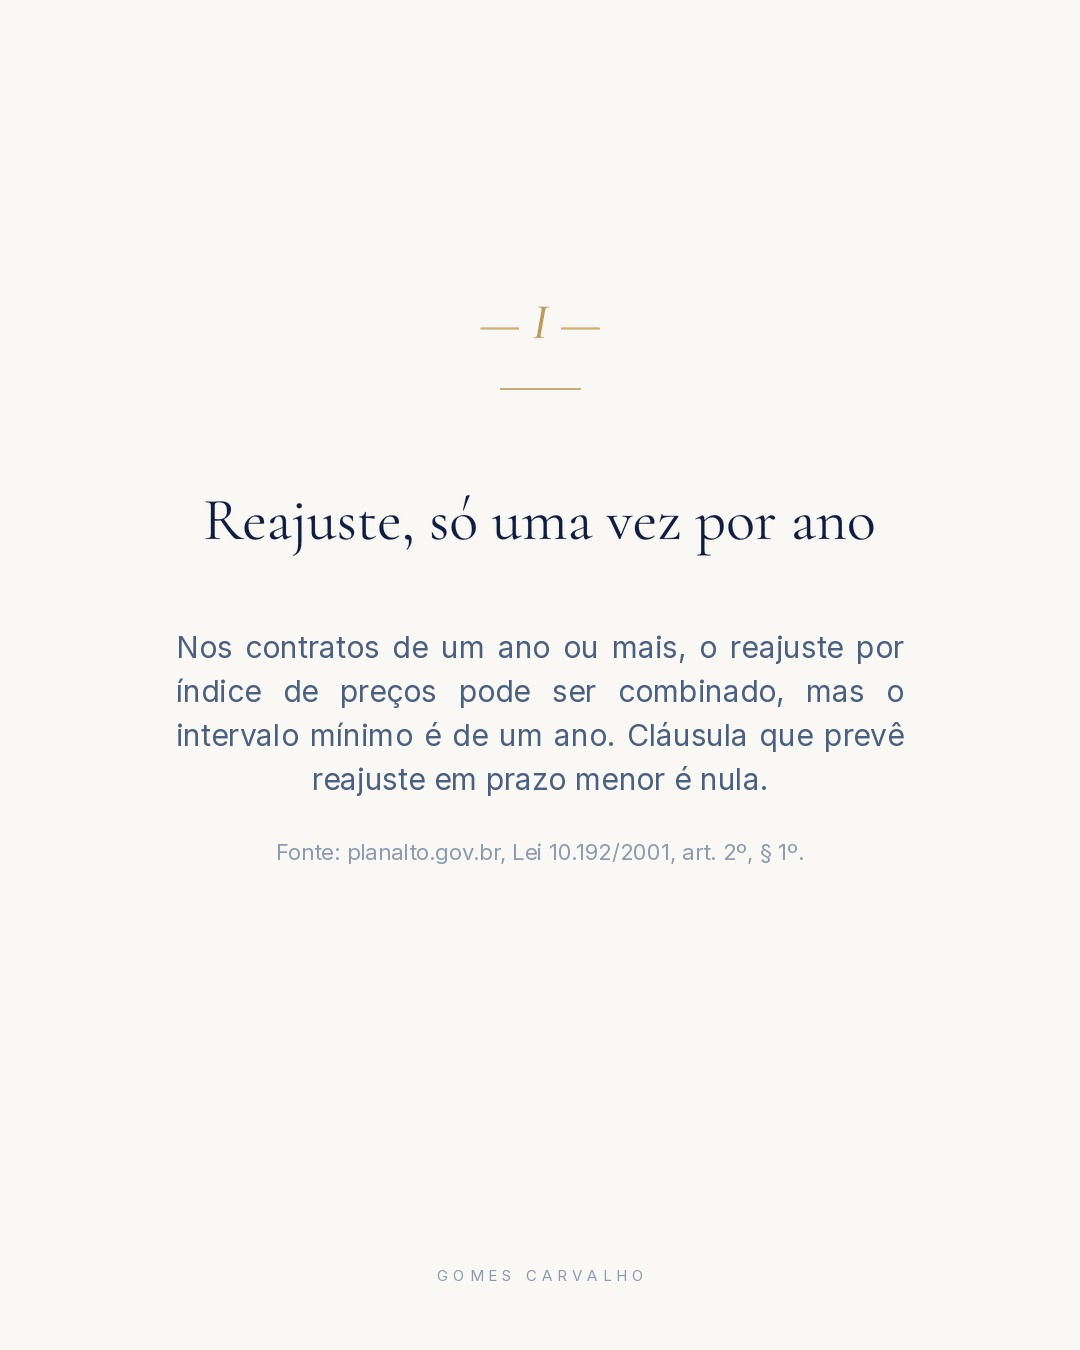 — I —
Reajuste, só uma vez por ano
Nos contratos de um ano ou mais, o reajuste por
índice de preços pode ser combinado, mas o
intervalo mínimo é de um ano. Cláusula que prevê
reajuste em prazo menor é nula.
Fonte: planalto.gov.br, Lei 10.192/2001, art. 2º, § 1º.
GOMES CARVALHO